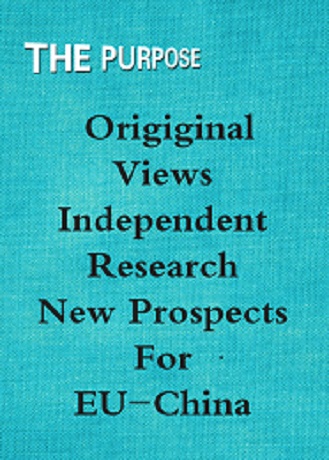 THE PURPOSE
Origiginal
Views
Independent
Research
New Prospects
For
EU-China